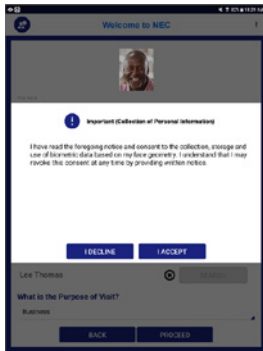 Welcome to NEC
Important (Collection of Personal Information)
I have read the foregoing notice and consent to the collection, storage and
use of biometric data based on my face geometry. I understand that I may
revoke this consent at any time by providing written notice.
I DECLINE
I ACCEPT
Lee Thomas
SEARCH
What is the Purpose of Visit?
Business
BACK
PROCEED